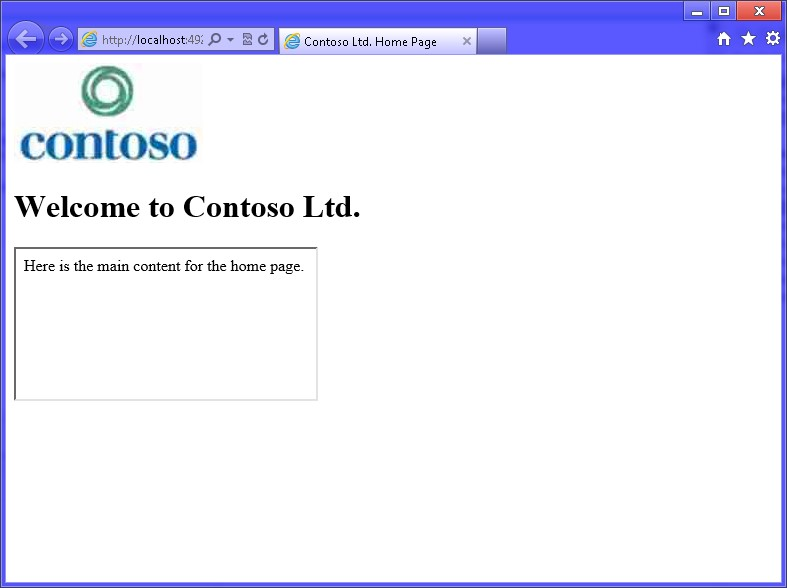 http://localhost:492
Contoso Ltd. Home Page
contoso
Welcome to Contoso Ltd.
Here is the main content for the home page.